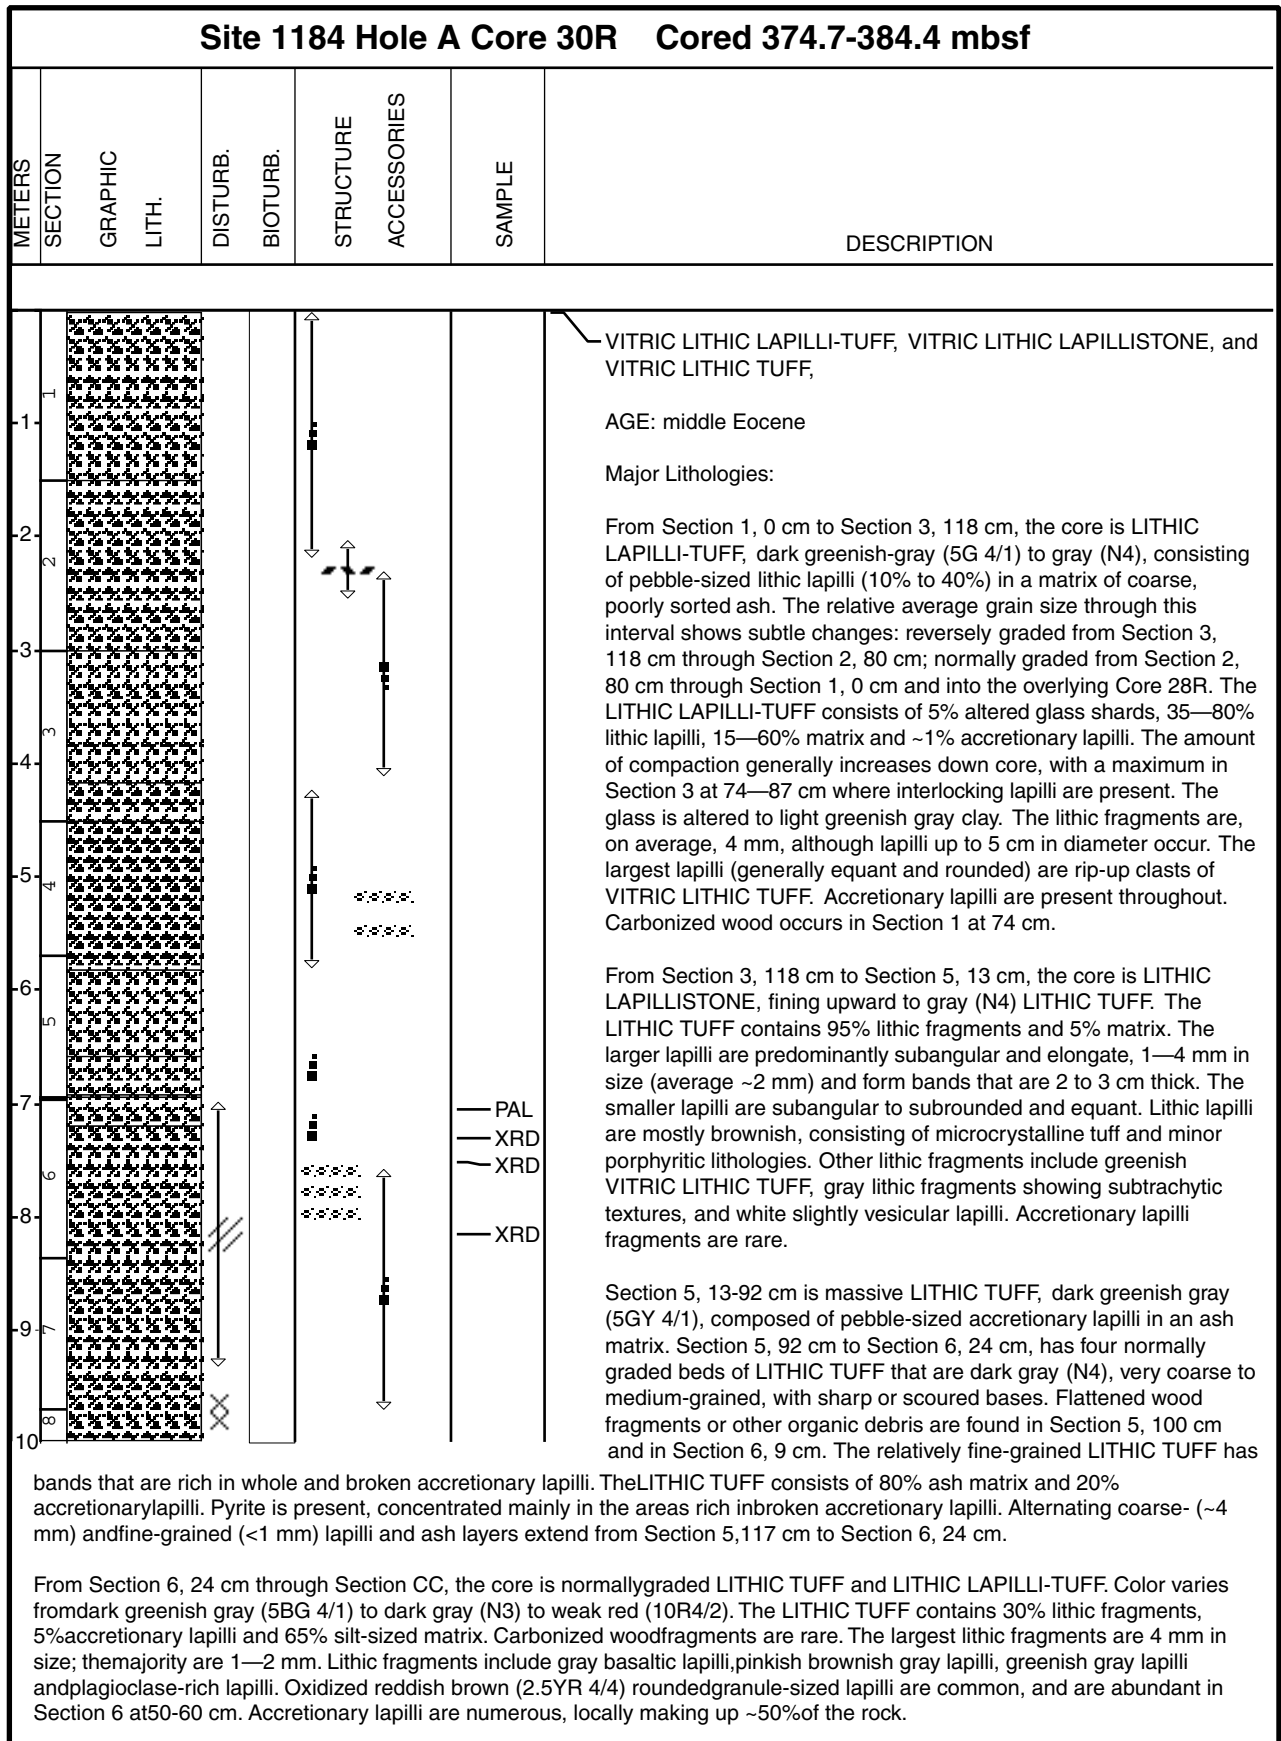 Site 1184 Hole A Core 30R    Cored 374.7-384.4 mbsf
METERS
SECTION
GRAPHIC
LITH.
DISTURB.
BIOTURB.
STRUCTURE
ACCESSORIES
SAMPLE
DESCRIPTION
1
2
3
4
5
6
7
8
9
10
1
2
3
4
5
6
7
8
PAL
XRD
XRD
XRD
VITRIC LITHIC LAPILLI-TUFF, VITRIC LITHIC LAPILLISTONE, and
VITRIC LITHIC TUFF,
AGE: middle Eocene
Major Lithologies:
From Section 1, 0 cm to Section 3, 118 cm, the core is LITHIC
LAPILLI-TUFF, dark greenish-gray (5G 4/1) to gray (N4), consisting
of pebble-sized lithic lapilli (10% to 40%) in a matrix of coarse,
poorly sorted ash. The relative average grain size through this
interval shows subtle changes: reversely graded from Section 3,
118 cm through Section 2, 80 cm; normally graded from Section 2,
80 cm through Section 1, 0 cm and into the overlying Core 28R. The
LITHIC LAPILLI-TUFF consists of 5% altered glass shards, 35—80%
lithic lapilli, 15—60% matrix and ~1% accretionary lapilli. The amount
of compaction generally increases down core, with a maximum in
Section 3 at 74—87 cm where interlocking lapilli are present. The
glass is altered to light greenish gray clay. The lithic fragments are,
on average, 4 mm, although lapilli up to 5 cm in diameter occur. The
largest lapilli (generally equant and rounded) are rip-up clasts of
VITRIC LITHIC TUFF. Accretionary lapilli are present throughout.
Carbonized wood occurs in Section 1 at 74 cm.
From Section 3, 118 cm to Section 5, 13 cm, the core is LITHIC
LAPILLISTONE, fining upward to gray (N4) LITHIC TUFF. The
LITHIC TUFF contains 95% lithic fragments and 5% matrix. The
larger lapilli are predominantly subangular and elongate, 1—4 mm in
size (average ~2 mm) and form bands that are 2 to 3 cm thick. The
smaller lapilli are subangular to subrounded and equant. Lithic lapilli
are mostly brownish, consisting of microcrystalline tuff and minor
porphyritic lithologies. Other lithic fragments include greenish
VITRIC LITHIC TUFF, gray lithic fragments showing subtrachytic
textures, and white slightly vesicular lapilli. Accretionary lapilli
fragments are rare.
Section 5, 13-92 cm is massive LITHIC TUFF, dark greenish gray
(5GY 4/1), composed of pebble-sized accretionary lapilli in an ash
matrix. Section 5, 92 cm to Section 6, 24 cm, has four normally
graded beds of LITHIC TUFF that are dark gray (N4), very coarse to
medium-grained, with sharp or scoured bases. Flattened wood
fragments or other organic debris are found in Section 5, 100 cm
and in Section 6, 9 cm. The relatively fine-grained LITHIC TUFF has
bands that are rich in whole and broken accretionary lapilli. TheLITHIC TUFF consists of 80% ash matrix and 20%
accretionarylapilli. Pyrite is present, concentrated mainly in the areas rich inbroken accretionary lapilli. Alternating coarse- (~4
mm) andfine-grained (<1 mm) lapilli and ash layers extend from Section 5,117 cm to Section 6, 24 cm.
From Section 6, 24 cm through Section CC, the core is normallygraded LITHIC TUFF and LITHIC LAPILLI-TUFF. Color varies
fromdark greenish gray (5BG 4/1) to dark gray (N3) to weak red (10R4/2). The LITHIC TUFF contains 30% lithic fragments,
5%accretionary lapilli and 65% silt-sized matrix. Carbonized woodfragments are rare. The largest lithic fragments are 4 mm in
size; themajority are 1—2 mm. Lithic fragments include gray basaltic lapilli,pinkish brownish gray lapilli, greenish gray lapilli
andplagioclase-rich lapilli. Oxidized reddish brown (2.5YR 4/4) roundedgranule-sized lapilli are common, and are abundant in
Section 6 at50-60 cm. Accretionary lapilli are numerous, locally making up ~50%of the rock.